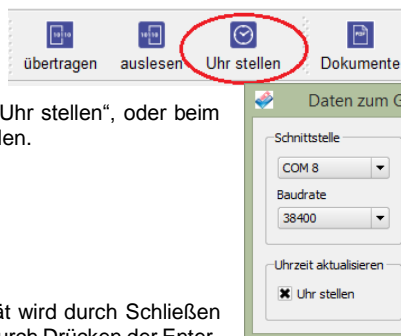 übertragen auslesen Uhr stellen Dokumente
Uhr stellen“, oder beim
len.
Daten zum G
Schnittstelle
COM 8
Baudrate
38400
Uhrzeit aktualisieren
Uhr stellen
ät wird durch Schließen
urch Drücken der Enter-